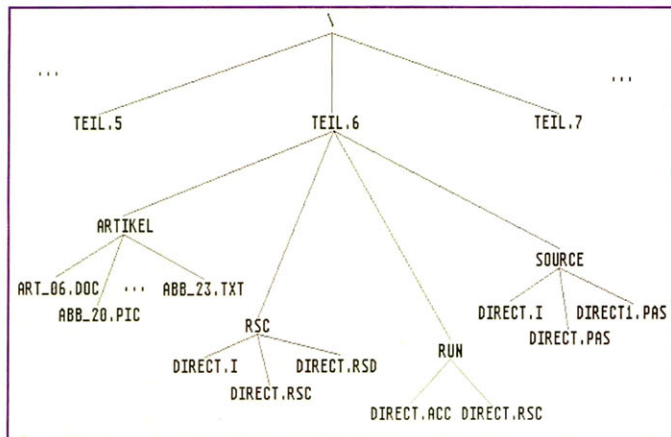 \
... ...
TEIL.5 TEIL.6 TEIL.7
ARTIKEL
SOURCE
ART_06.DOC ... ABB_23.TXT
ABB_20.PIC
DIRECT.I DIRECT1.PAS
DIRECT.PAS
RSC
RUN
DIRECT.I DIRECT.RSD
DIRECT.RSC
DIRECT.ACC DIRECT.RSC